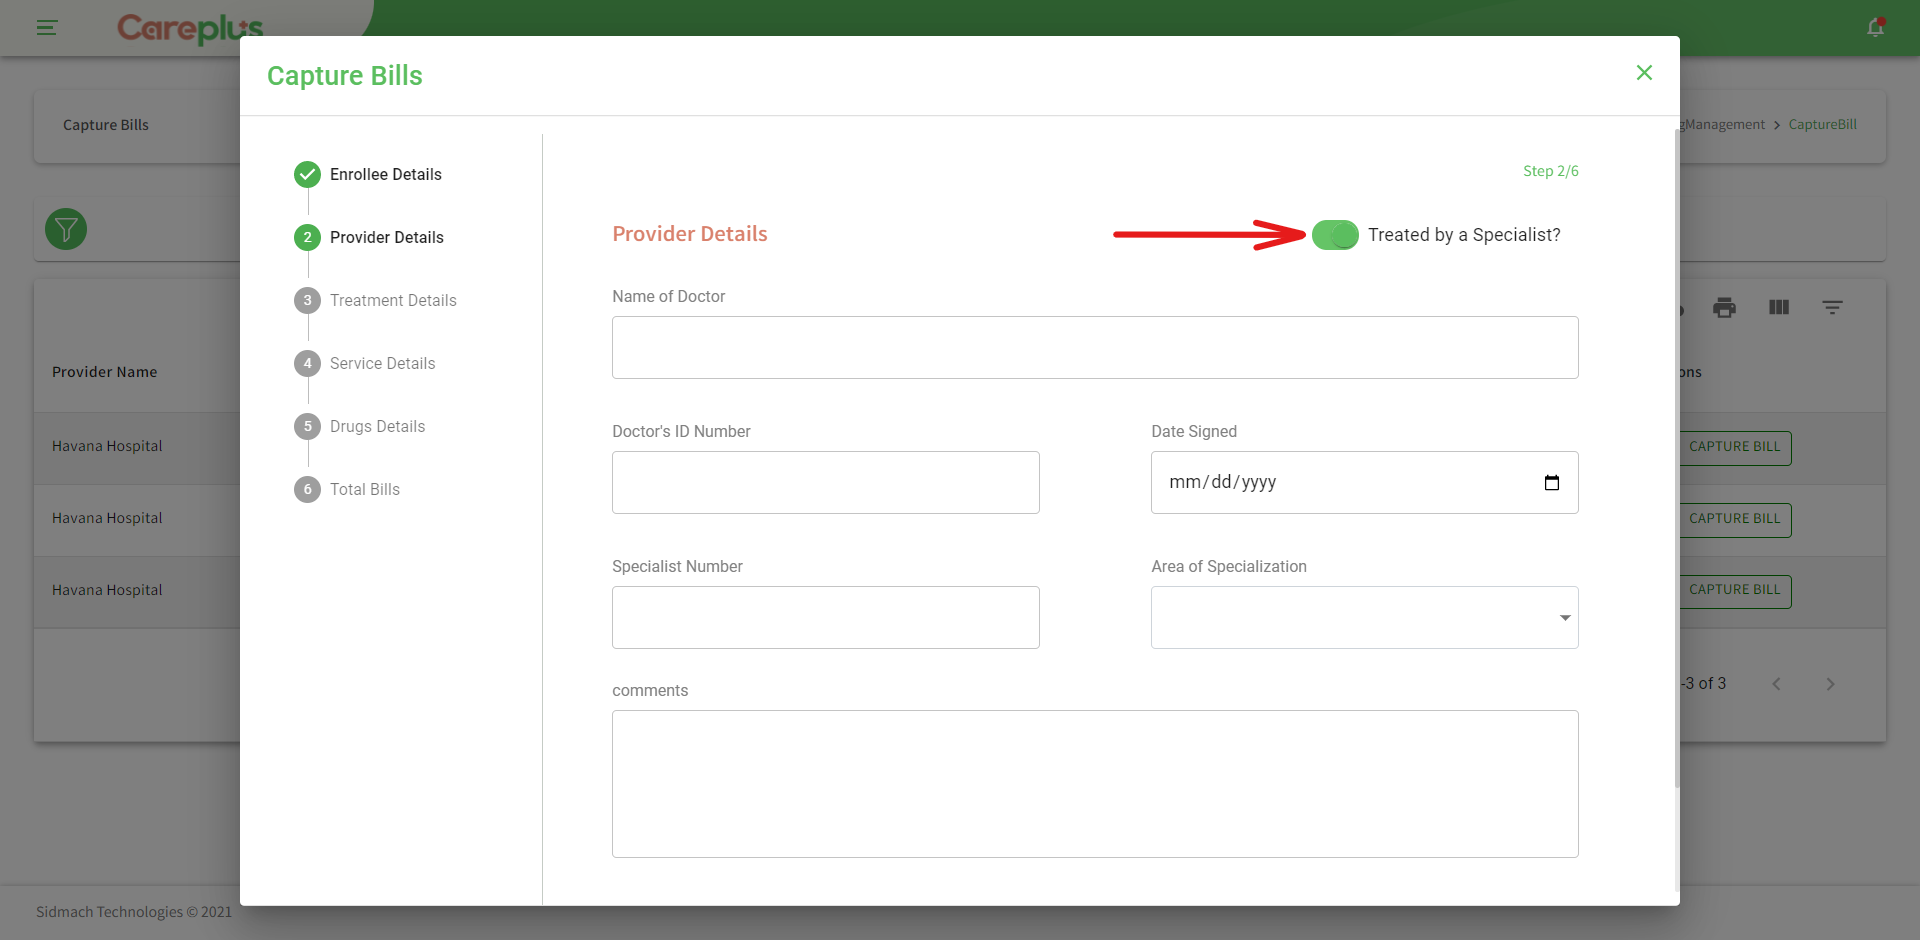 Careplus
Capture Bills
Capture Bills
gManagement > CaptureBill
Enrollee Details
Step 2/6
2 Provider Details
Provider Details
Treated by a Specialist?
3 Treatment Details
Name of Doctor
4 Service Details
Provider Name
ons
5 Drugs Details
Doctor's ID Number
Date Signed
Havana Hospital
CAPTURE BILL
mm/dd/yyyy
6 Total Bills
Havana Hospital
CAPTURE BILL
Specialist Number
Area of Specialization
Havana Hospital
CAPTURE BILL
comments
-3 of 3
Sidmach Technologies © 2021